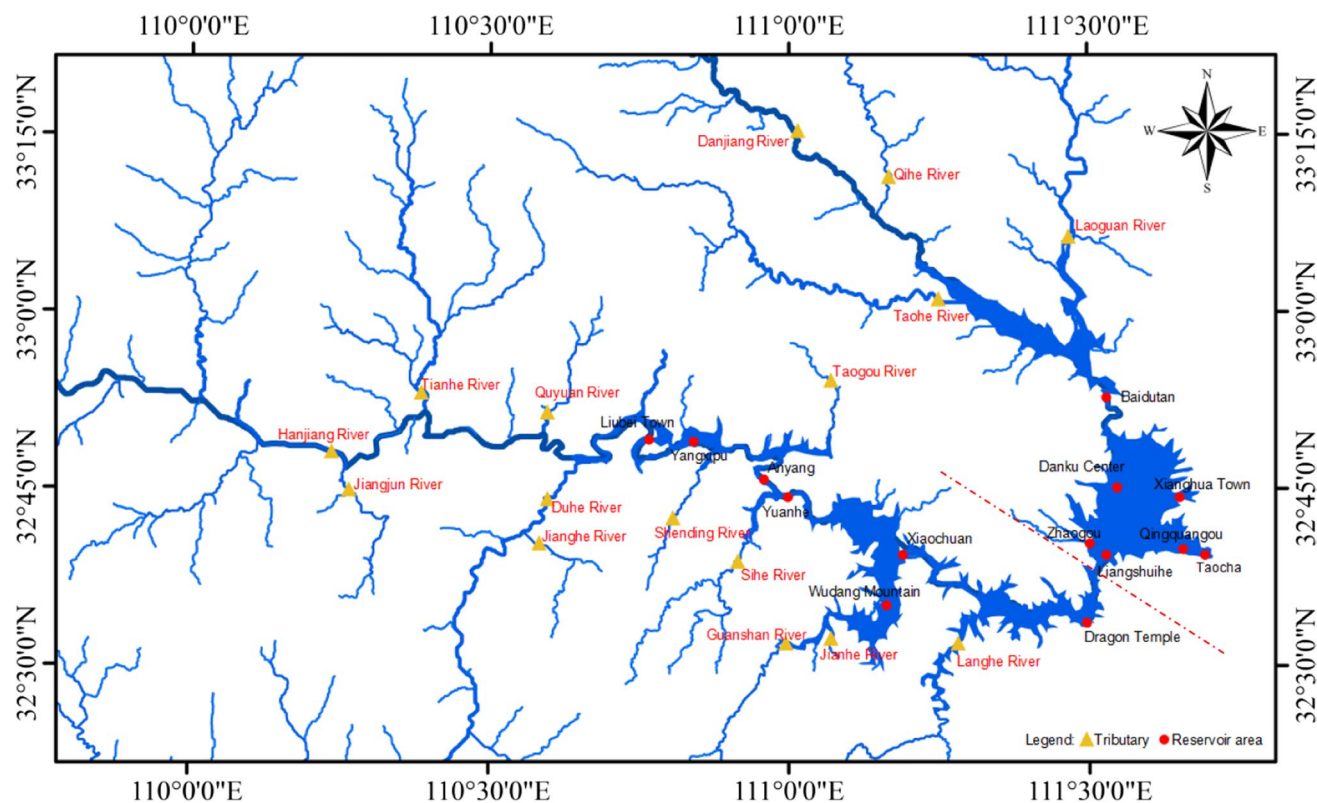 110°0'0"E 110°30'0"E 111°0'0"E 111°30'0"E
N
W E
S
33°15'0"N
33°15'0"N
Danjiang River
Qihe River
Laoguan River
33°0'0"N
33°0'0"N
Taohe River
Taogou River
Tianhe River
Quyuan River
Baidutan
Liubei Town
Hanjiang River
Yangxipu
Anyang
Danku Center
Xianghua Town
32°45'0"N
32°45'0"N
Jiangjun River
Duhe River
Yuanhe
Shending River
Jianghe River
Xiaochuan
Zhaogou
Qingquangou
Liangshuihe
Taocha
Sihe River
Wudang Mountain
Guanshan River
Jianhe River
Langhe River
Dragon Temple
32°30'0"N
32°30'0"N
Legend: Tributary Reservoir area
110°0'0"E 110°30'0"E 111°0'0"E 111°30'0"E